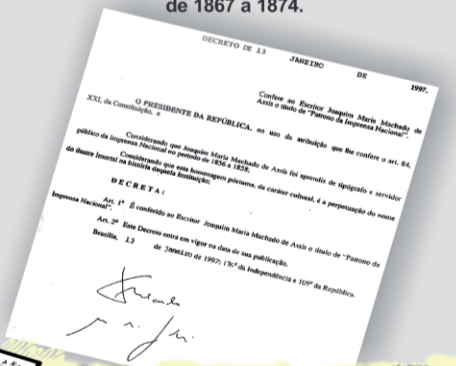 de 1867 a 1874.
DECRETO DE 13 JANEIRO DE 1997.
Confere ao Escritor Joaquim Maria Machado de
Assis o título de "Patrono da Imprensa Nacional".
O PRESIDENTE DA REPÚBLICA, no uso da atribuição que lhe confere o art. 84,
XXI, da Constituição, e
Considerando que Joaquim Maria Machado de Assis foi aprendiz de tipógrafo e servidor
público da Imprensa Nacional no período de 1856 a 1858;
Considerando que esta homenagem póstuma, de caráter cultural, é a perpetuação do nome
do ilustre imortal na história daquela Instituição;
DECRETA:
Art. 1º É conferido ao Escritor Joaquim Maria Machado de Assis o título de "Patrono da
Imprensa Nacional".
Art. 2º Este Decreto entra em vigor na data de sua publicação.
Brasília, 13 de janeiro de 1997; da Independência e 109º da República.